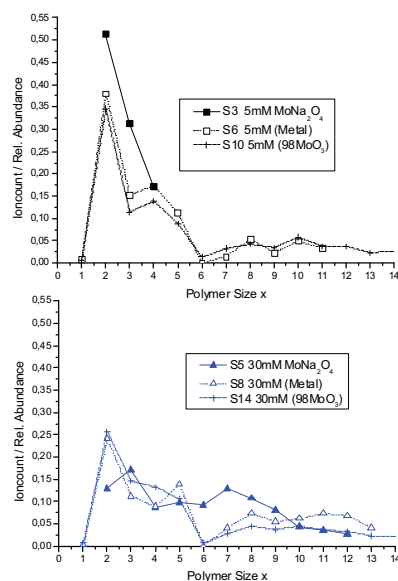 0,55
0,50
0,45
0,40
0,35
0,30
0,25
0,20
0,15
0,10
0,05
0,00
Ioncount / Rel. Abundance
S3 5mM MoNa₂O₄
S6 5mM (Metal)
S10 5mM (98MoO₃)
0 1 2 3 4 5 6 7 8 9 10 11 12 13 14
Polymer Size x
0,55
0,50
0,45
0,40
0,35
0,30
0,25
0,20
0,15
0,10
0,05
0,00
Ioncount / Rel. Abundance
S5 30mM MoNa₂O₄
S8 30mM (Metal)
S14 30mM (98MoO₃)
0 1 2 3 4 5 6 7 8 9 10 11 12 13 14
Polymer Size x